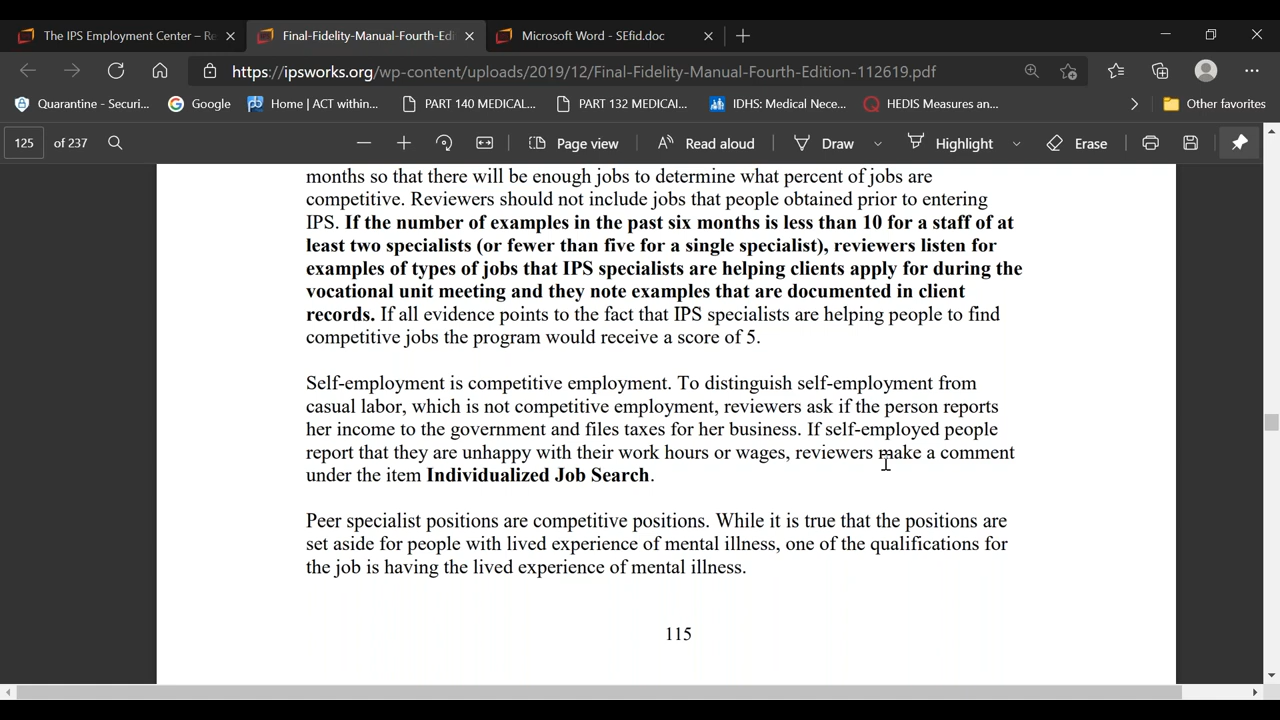 The IPS Employment Center – Re
Final-Fidelity-Manual-Fourth-Edi
Microsoft Word - SEfid.doc
https://ipsworks.org/wp-content/uploads/2019/12/Final-Fidelity-Manual-Fourth-Edition-112619.pdf
Quarantine - Securi...
Google
Home | ACT within...
PART 140 MEDICAL...
PART 132 MEDICAI...
IDHS: Medical Nece...
HEDIS Measures an...
Other favorites
125 of 237
Page view
Read aloud
Draw
Highlight
Erase
months so that there will be enough jobs to determine what percent of jobs are
competitive. Reviewers should not include jobs that people obtained prior to entering
IPS. If the number of examples in the past six months is less than 10 for a staff of at
least two specialists (or fewer than five for a single specialist), reviewers listen for
examples of types of jobs that IPS specialists are helping clients apply for during the
vocational unit meeting and they note examples that are documented in client
records. If all evidence points to the fact that IPS specialists are helping people to find
competitive jobs the program would receive a score of 5.
Self-employment is competitive employment. To distinguish self-employment from
casual labor, which is not competitive employment, reviewers ask if the person reports
her income to the government and files taxes for her business. If self-employed people
report that they are unhappy with their work hours or wages, reviewers make a comment
under the item Individualized Job Search.
Peer specialist positions are competitive positions. While it is true that the positions are
set aside for people with lived experience of mental illness, one of the qualifications for
the job is having the lived experience of mental illness.
115